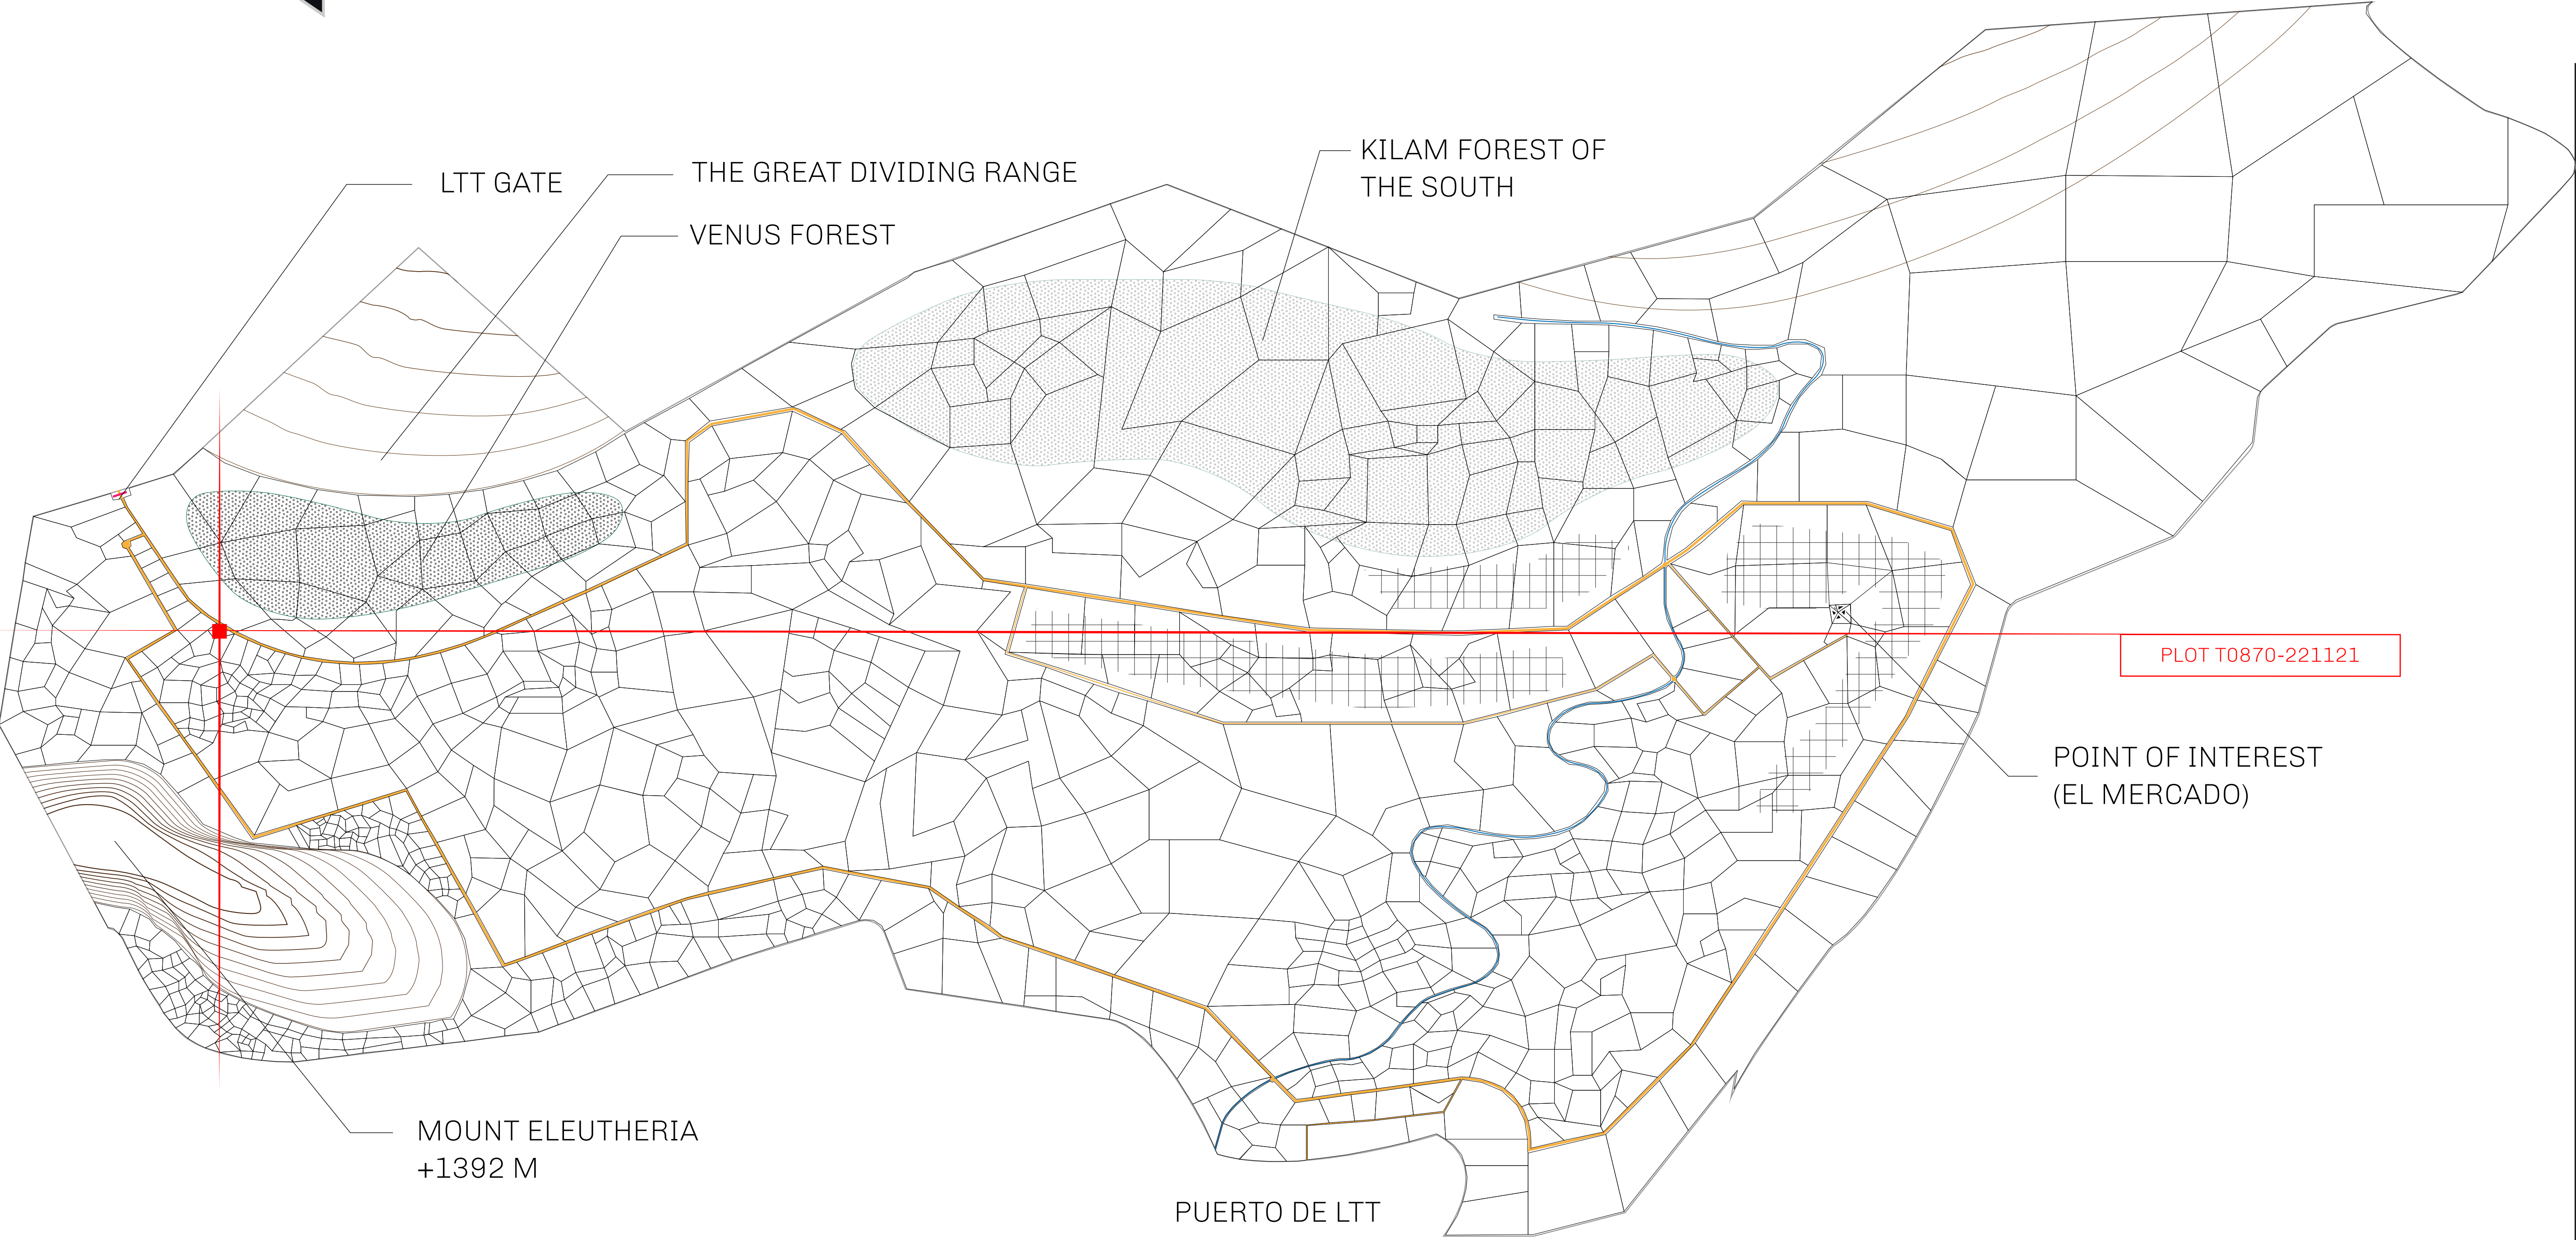 KILAM FOREST OF
THE SOUTH
THE GREAT DIVIDING RANGE
LTT GATE
VENUS FOREST
PLOT T0870-221121
POINT OF INTEREST
(EL MERCADO)
MOUNT ELEUTHERIA
+1392 M
PUERTO DE LTT